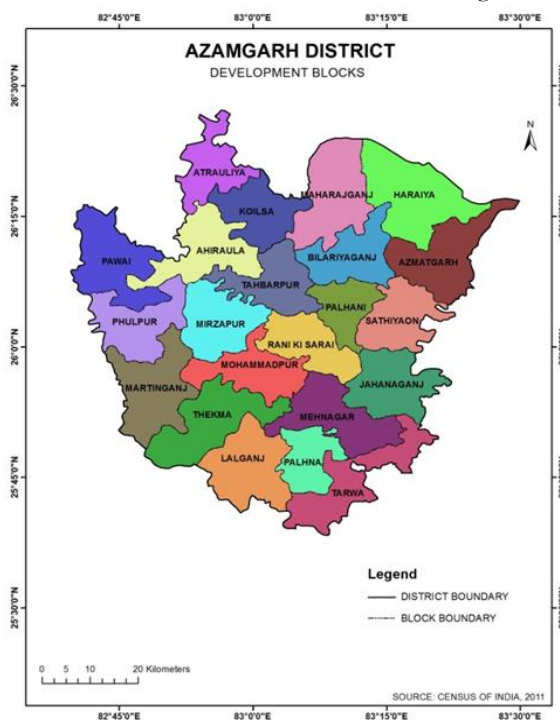 82°45'0"E 83°0'0"E 83°15'0"E 83°30'0"E
AZAMGARH DISTRICT
DEVELOPMENT BLOCKS
26°30'0"N
N
ATRAULIYA
MAHARAJGANJ
HARAIYA
KOILSA
26°15'0"N
AHIRAULA
BILARIYAGANJ
PAWAI
AZMATGARH
TAHBARPUR
PALHANI
PHULPUR
MIRZAPUR
SATHIYAON
RANI KI SARAI
26°0'0"N
MOHAMMADPUR
MARTINGANJ
JAHANAGANJ
THEKMA
MEHNAGAR
LALGANJ
PALHNA
25°45'0"N
TARWA
Legend
DISTRICT BOUNDARY
BLOCK BOUNDARY
25°30'0"N
0 5 10 20 Kilometers
SOURCE: CENSUS OF INDIA, 2011
82°45'0"E 83°0'0"E 83°15'0"E 83°30'0"E